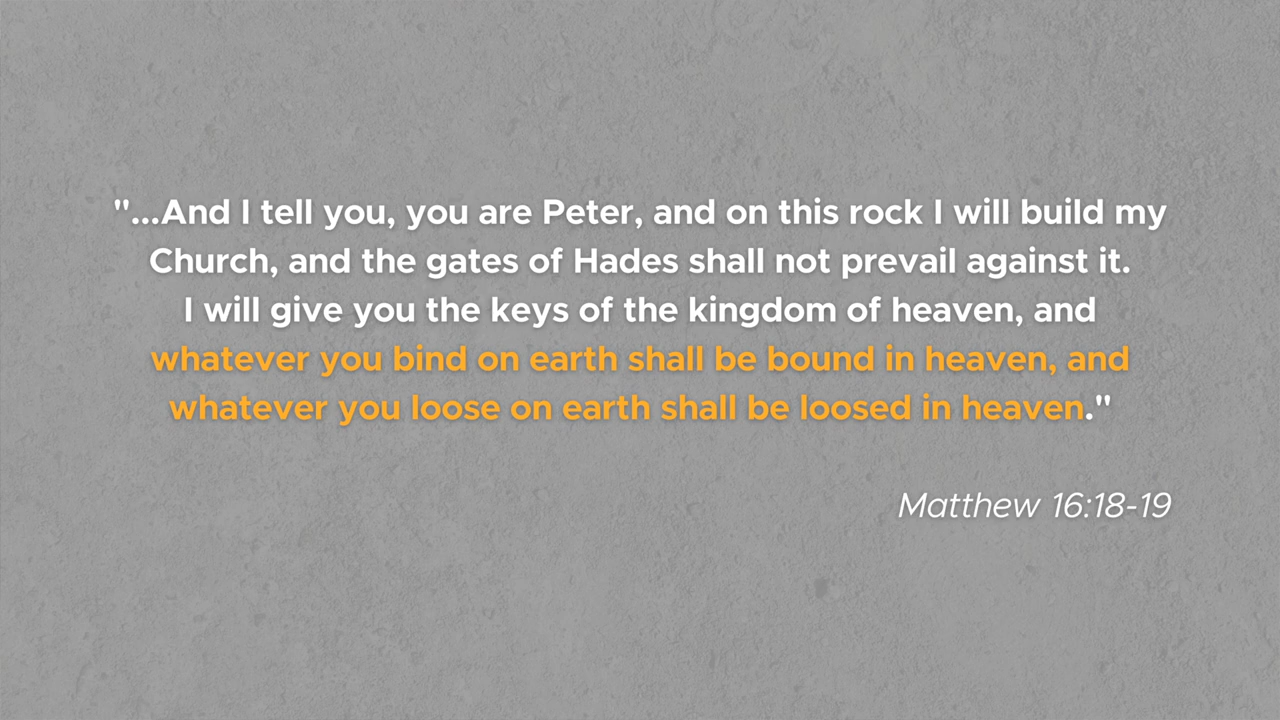 "...And I tell you, you are Peter, and on this rock I will build my
Church, and the gates of Hades shall not prevail against it.
I will give you the keys of the kingdom of heaven, and
whatever you bind on earth shall be bound in heaven, and
whatever you loose on earth shall be loosed in heaven."
Matthew 16:18-19